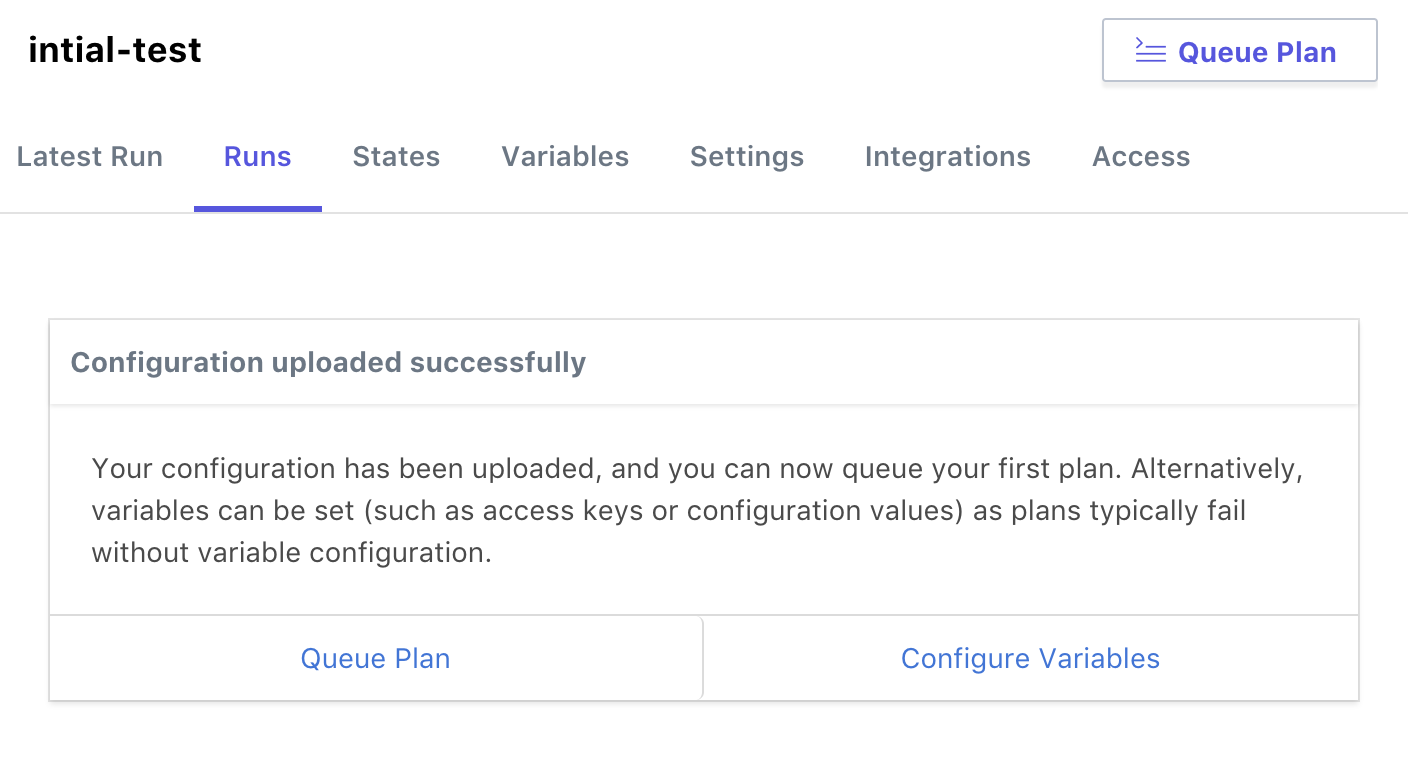 intial-test
Queue Plan
Latest Run Runs States Variables Settings Integrations Access
Configuration uploaded successfully
Your configuration has been uploaded, and you can now queue your first plan. Alternatively,
variables can be set (such as access keys or configuration values) as plans typically fail
without variable configuration.
Queue Plan Configure Variables